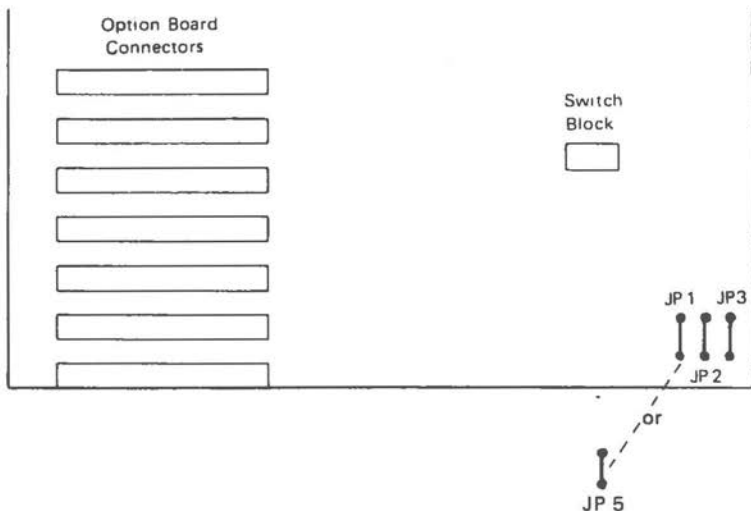 Option Board
Connectors
Switch
Block
JP 1 JP3
JP 2
or
JP 5